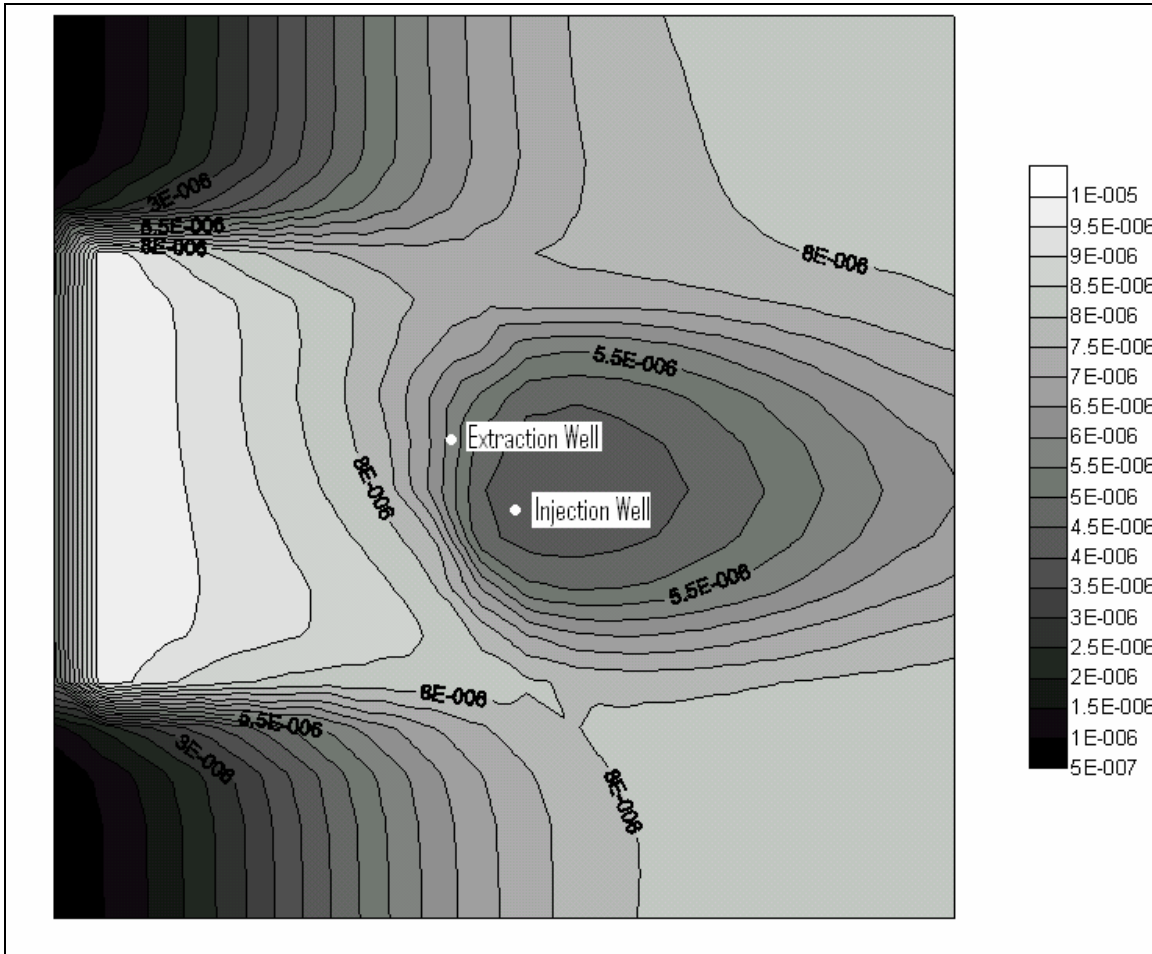 3E-006
5.5E-006
8E-006
8E-006
5.5E-006
Extraction Well
8E-006
Injection Well
5.5E-006
8E-006
5.5E-006
3E-006
8E-006
1E-005
9.5E-006
9E-006
8.5E-006
8E-006
7.5E-006
7E-006
6.5E-006
6E-006
5.5E-006
5E-006
4.5E-006
4E-006
3.5E-006
3E-006
2.5E-006
2E-006
1.5E-006
1E-006
5E-007